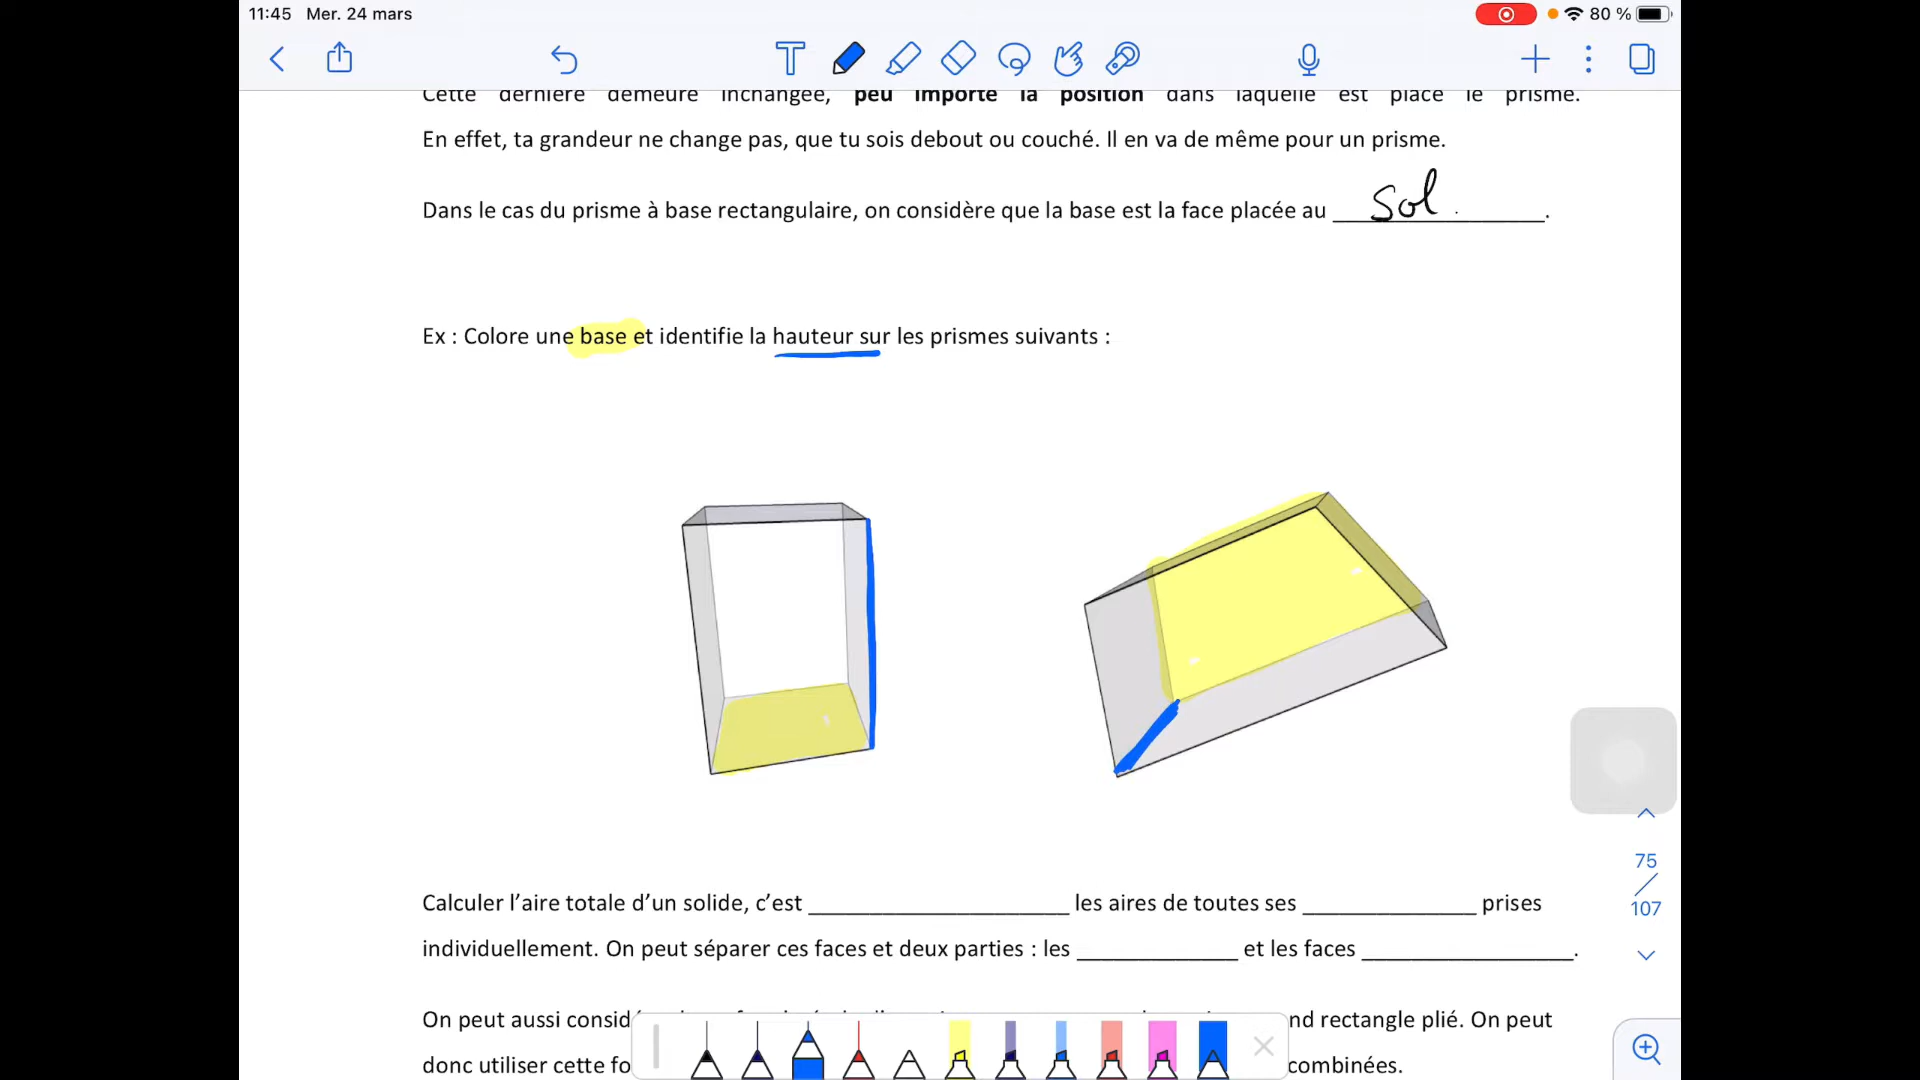 11:45 Mer. 24 mars 80 %
Cette dernière demeure inchangée, peu importe la position dans laquelle est placé le prisme.
En effet, ta grandeur ne change pas, que tu sois debout ou couché. Il en va de même pour un prisme.
Dans le cas du prisme à base rectangulaire, on considère que la base est la face placée au sol.
Ex : Colore une base et identifie la hauteur sur les prismes suivants :
75
107
Calculer l’aire totale d’un solide, c’est ____________________ les aires de toutes ses ______________ prises
individuellement. On peut séparer ces faces et deux parties : les _____________ et les faces _________________.
On peut aussi nd rectangle plié. On peut
donc utiliser cette combinées.